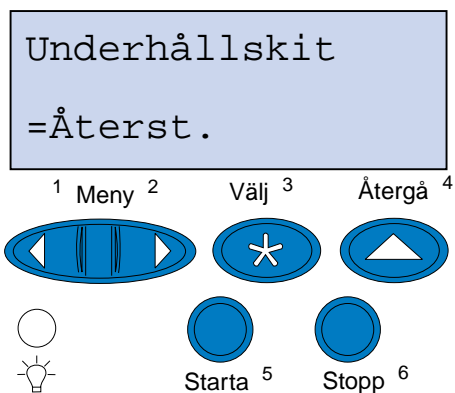 Underhållskit
=Återst.
1 Meny 2 Välj 3 Återgå 4
Starta 5 Stopp 6